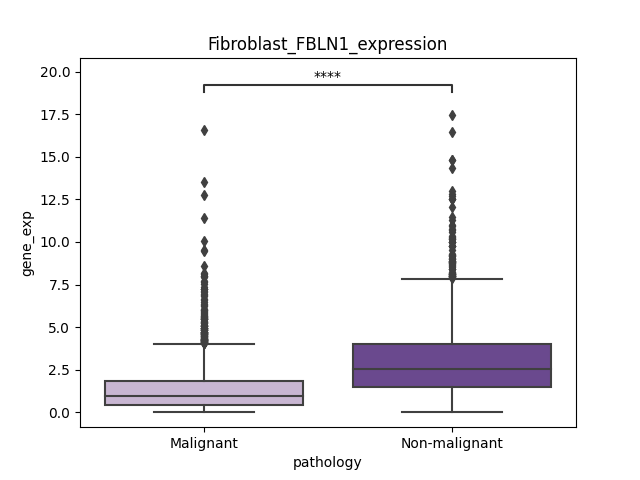 Fibroblast_FBLN1_expression
****
20.0
17.5
15.0
12.5
10.0
7.5
5.0
2.5
0.0
gene_exp
Malignant
Non-malignant
pathology